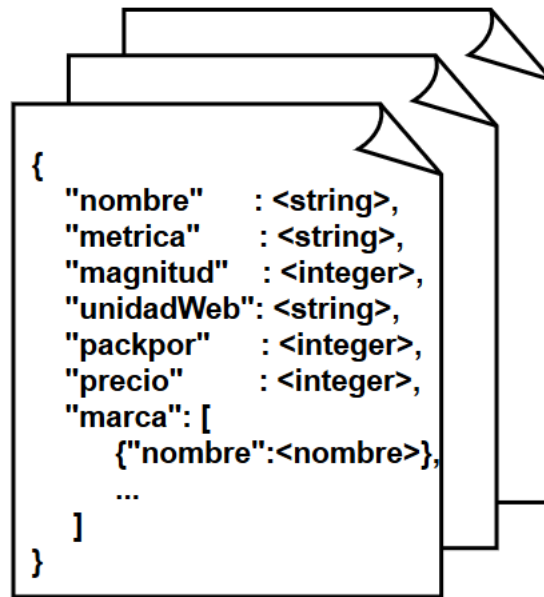 {
"nombre" : <string>,
"metrica" : <string>,
"magnitud" : <integer>,
"unidadWeb": <string>,
"packpor" : <integer>,
"precio" : <integer>,
"marca": [
{"nombre":<nombre>},
...
]
}